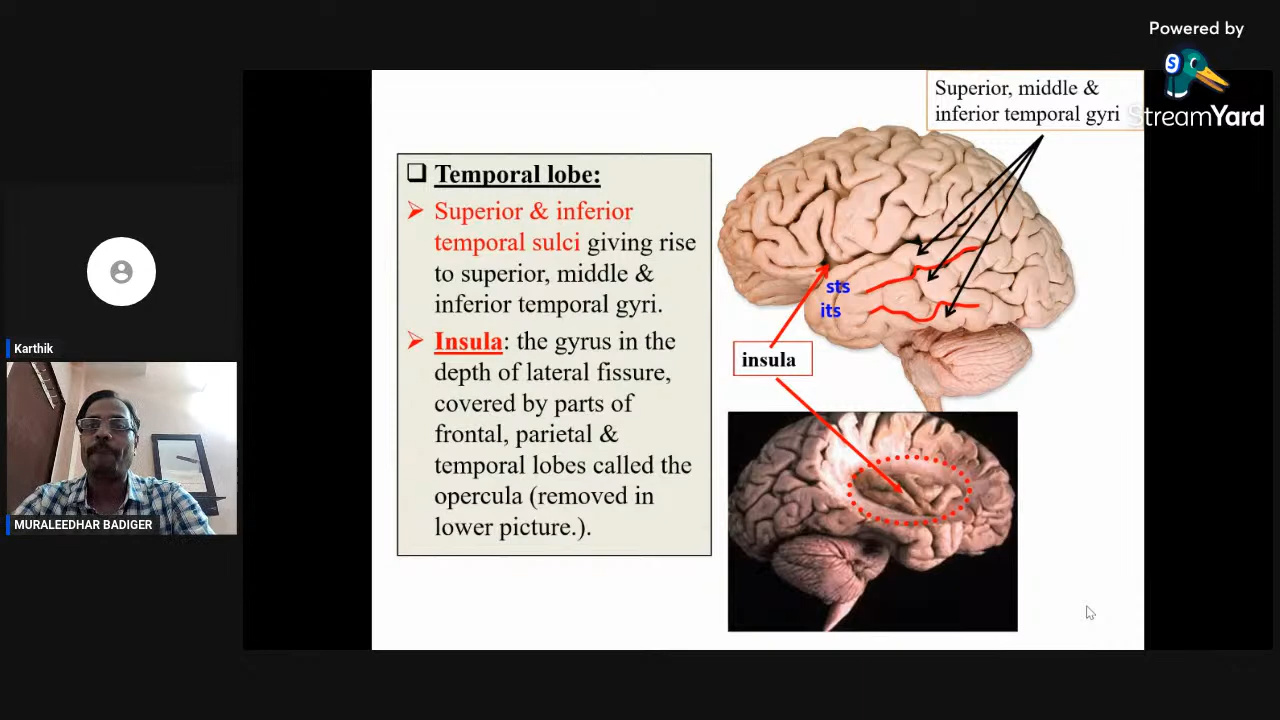 Powered by
StreamYard
Superior, middle &
inferior temporal gyri
Temporal lobe:
Superior & inferior
temporal sulci giving rise
to superior, middle &
inferior temporal gyri.
Insula: the gyrus in the
depth of lateral fissure,
covered by parts of
frontal, parietal &
temporal lobes called the
opercula (removed in
lower picture.).
sts
its
insula
Karthik
MURALEEDHAR BADIGER